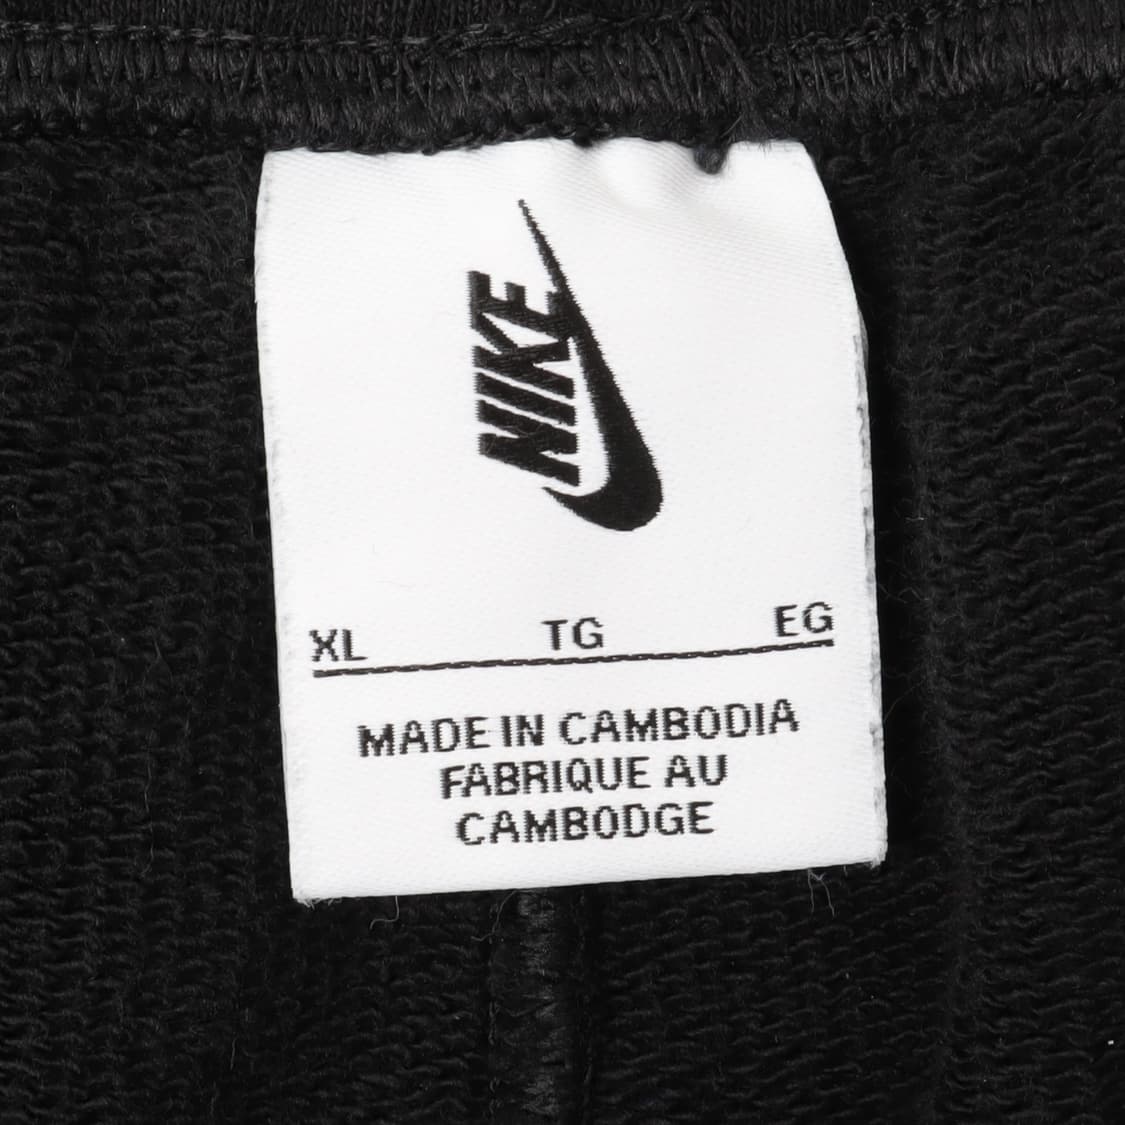 NIKE
XL TG EG
MADE IN CAMBODIA
FABRIQUE AU
CAMBODGE